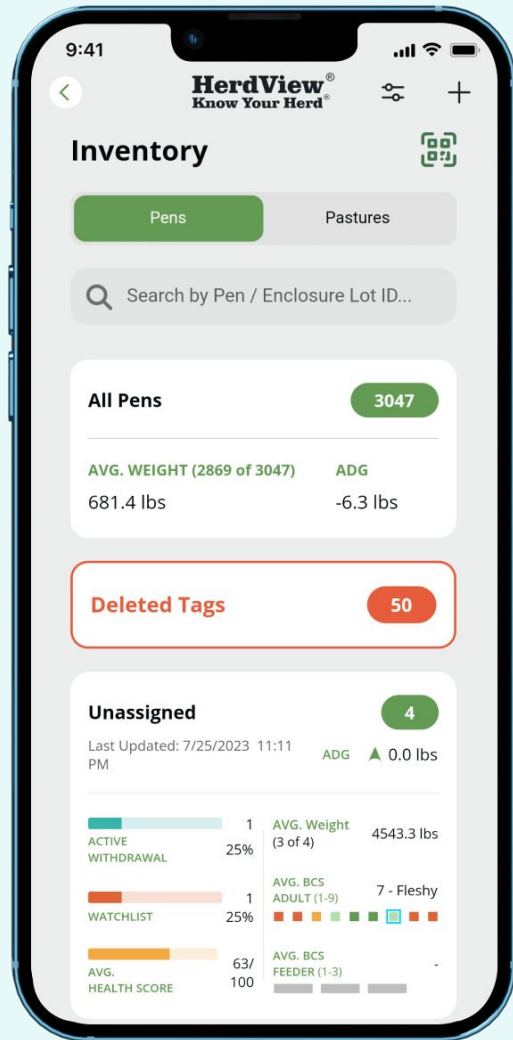 9:41
HerdView®
Know Your Herd®
Inventory
Pens
Pastures
Search by Pen / Enclosure Lot ID...
All Pens
3047
AVG. WEIGHT (2869 of 3047)
ADG
681.4 lbs
-6.3 lbs
Deleted Tags
50
Unassigned
4
Last Updated: 7/25/2023 11:11
PM
ADG
0.0 lbs
1
ACTIVE
WITHDRAWAL
25%
AVG. Weight
(3 of 4)
4543.3 lbs
1
WATCHLIST
25%
AVG. BCS
ADULT (1-9)
7 - Fleshy
63/
100
AVG.
HEALTH SCORE
AVG. BCS
FEEDER (1-3)
-